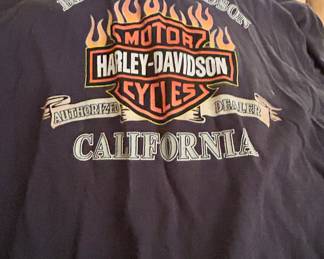 MOTOR
HARLEY-DAVIDSON
CYCLES
AUTHORIZED DEALER
CALIFORNIA